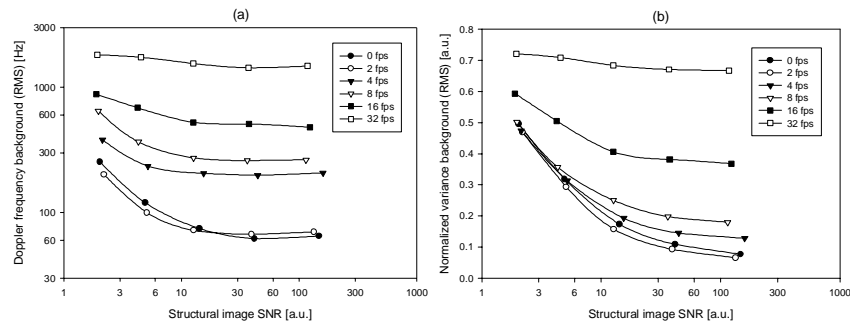 (a)
Doppler frequency background (RMS) [Hz]
3000
1000
600
300
100
60
30
1 3 6 10 30 60 100 300 1000
Structural image SNR [a.u.]
0 fps
2 fps
4 fps
8 fps
16 fps
32 fps
(b)
Normalized variance background (RMS) [a.u.]
0.8
0.7
0.6
0.5
0.4
0.3
0.2
0.1
0.0
1 3 6 10 30 60 100 300 1000
Structural image SNR [a.u.]
0 fps
2 fps
4 fps
8 fps
16 fps
32 fps